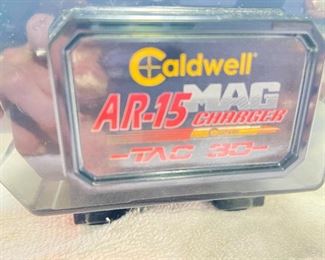 Caldwell
AR-15 MAG
CHARGER
-TAC 30-